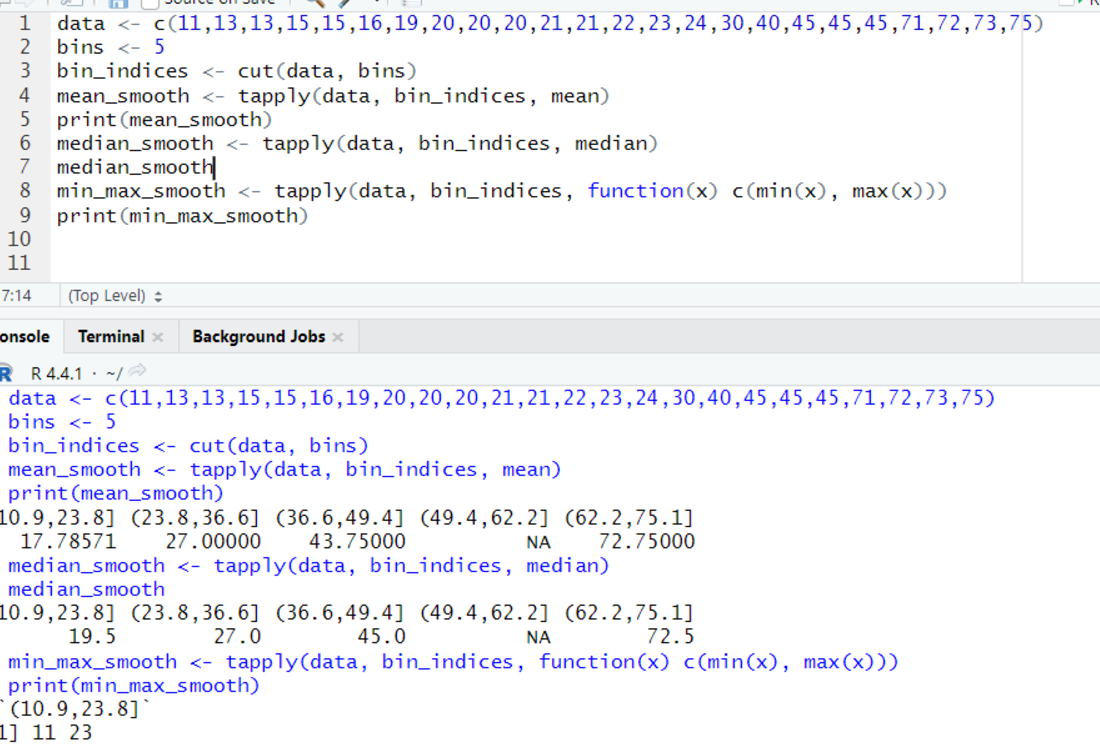 Source on Save
1 data <- c(11,13,13,15,15,16,19,20,20,20,21,21,22,23,24,30,40,45,45,45,71,72,73,75)
2 bins <- 5
3 bin_indices <- cut(data, bins)
4 mean_smooth <- tapply(data, bin_indices, mean)
5 print(mean_smooth)
6 median_smooth <- tapply(data, bin_indices, median)
7 median_smooth
8 min_max_smooth <- tapply(data, bin_indices, function(x) c(min(x), max(x)))
9 print(min_max_smooth)
10
11
7:14 (Top Level)
onsole Terminal Background Jobs
R R 4.4.1 · ~/
data <- c(11,13,13,15,15,16,19,20,20,20,21,21,22,23,24,30,40,45,45,45,71,72,73,75)
bins <- 5
bin_indices <- cut(data, bins)
mean_smooth <- tapply(data, bin_indices, mean)
print(mean_smooth)
10.9,23.8] (23.8,36.6] (36.6,49.4] (49.4,62.2] (62.2,75.1]
17.78571 27.00000 43.75000 NA 72.75000
median_smooth <- tapply(data, bin_indices, median)
median_smooth
10.9,23.8] (23.8,36.6] (36.6,49.4] (49.4,62.2] (62.2,75.1]
19.5 27.0 45.0 NA 72.5
min_max_smooth <- tapply(data, bin_indices, function(x) c(min(x), max(x)))
print(min_max_smooth)
`(10.9,23.8]`
1] 11 23